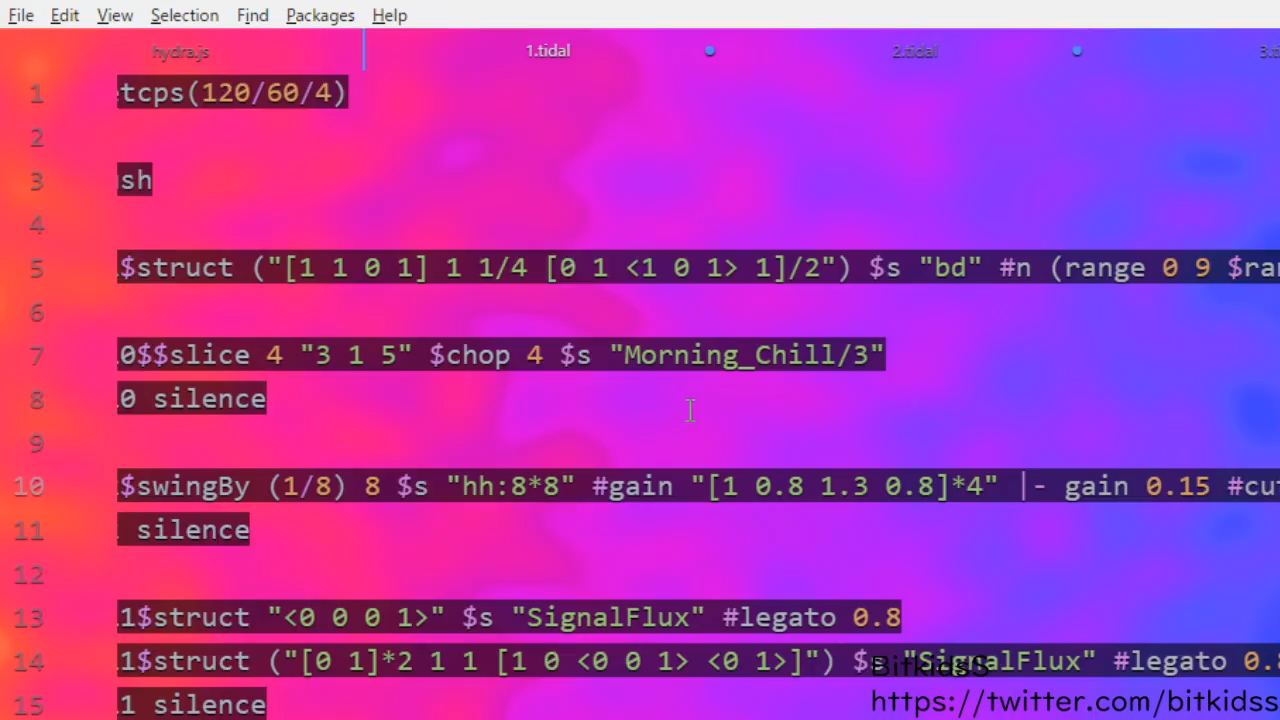 File Edit View Selection Find Packages Help
hydra.js 1.tidal 2.tidal 3.t
1 tcps(120/60/4)
2
3 sh
4
5 $struct ("[1 1 0 1] 1 1/4 [0 1 <1 0 1> 1]/2") $s "bd" #n (range 0 9 $ra
6
7 0$$slice 4 "3 1 5" $chop 4 $s "Morning_Chill/3"
8 0 silence
9
10 $swingBy (1/8) 8 $s "hh:8*8" #gain "[1 0.8 1.3 0.8]*4" |- gain 0.15 #cu
11 silence
12
13 1$struct "<0 0 0 1>" $s "SignalFlux" #legato 0.8
14 1$struct ("[0 1]*2 1 1 [1 0 <0 0 1> <0 1>]") $s "SignalFlux" #legato 0.8
BitkidsS
15 1 silence
https://twitter.com/bitkidss